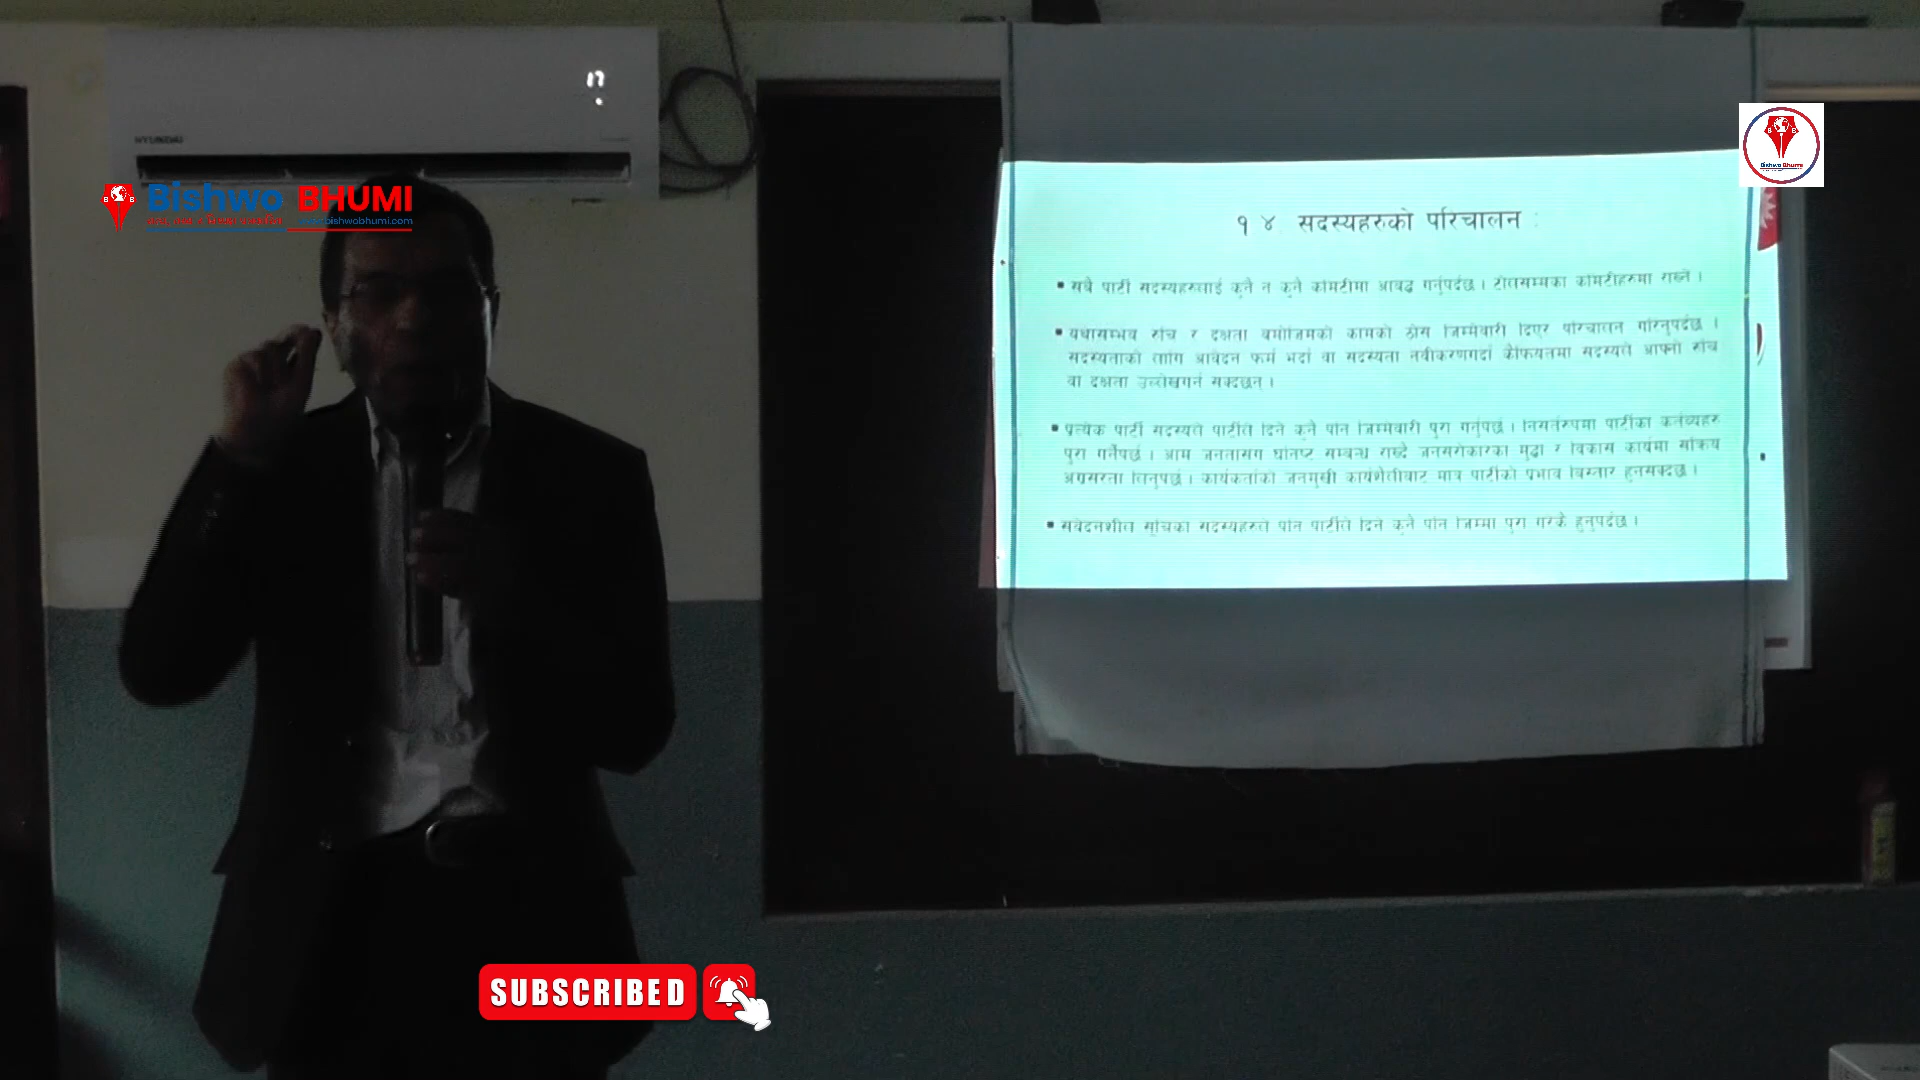 17
HYUNDAI
Bishwo BHUMI
bishwobhumi.com
Bishwo Bhumi
१४ सदस्यहरुको परिचालन :
▪ सबै पार्टी सदस्यहरुलाई कुनै न कुनै कमिटीमा आवद्ध गर्नुपर्दछ । टोलसम्मका कमिटीहरुमा राख्ने ।
▪ यथासम्भव रुचि र दक्षता बमोजिमको कामको ठोस जिम्मेवारी दिएर परिचालन गरिनुपर्दछ ।
सदस्यताको लागि आवेदन फर्म भर्दा वा सदस्यता नवीकरणगर्दा कैफियतमा सदस्यले आफ्नो रुचि
वा दक्षता उल्लेखगर्न सक्दछन् ।
▪ प्रत्येक पार्टी सदस्यले पार्टीले दिने कुनै पनि जिम्मेवारी पुरा गर्नुपर्छ । नियमितरुपमा पार्टीका कर्तव्यहरु
पुरा गर्नैपर्छ । आम जनतासंग घनिष्ट सम्बन्ध राख्दै जनसरोकारका मुद्दा र विकास कार्यमा सक्रिय
अग्रसरता लिनुपर्छ । कार्यकर्ताको जनमुखी कार्यशैलीबाट मात्र पार्टीको प्रभाव विस्तार हुनसक्दछ ।
▪ संवेदनशील सूचिका सदस्यहरुले पनि पार्टीले दिने कुनै पनि जिम्मा पुरा गरेकै हुनुपर्दछ ।
SUBSCRIBED